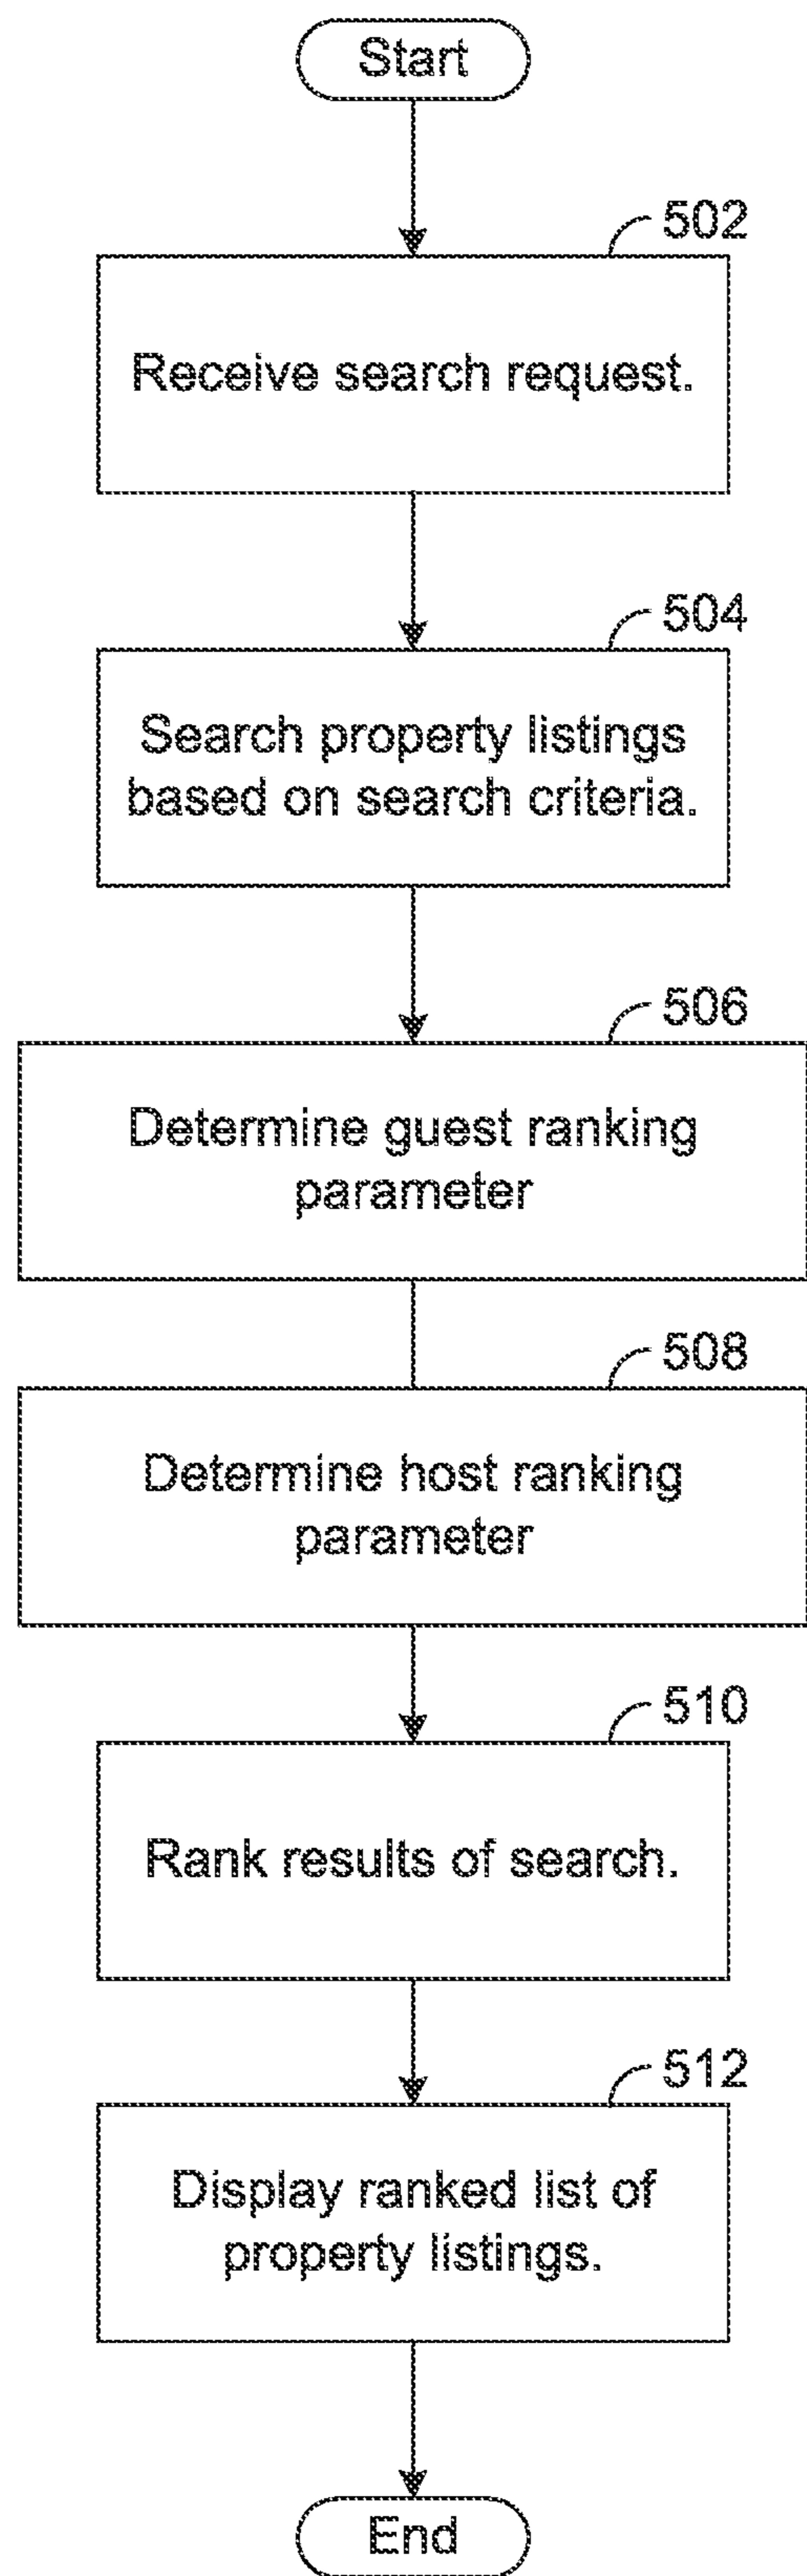 Start
502
Receive search request.
504
Search property listings
based on search criteria.
506
Determine guest ranking
parameter
508
Determine host ranking
parameter
510
Rank results of search.
512
Display ranked list of
property listings.
End